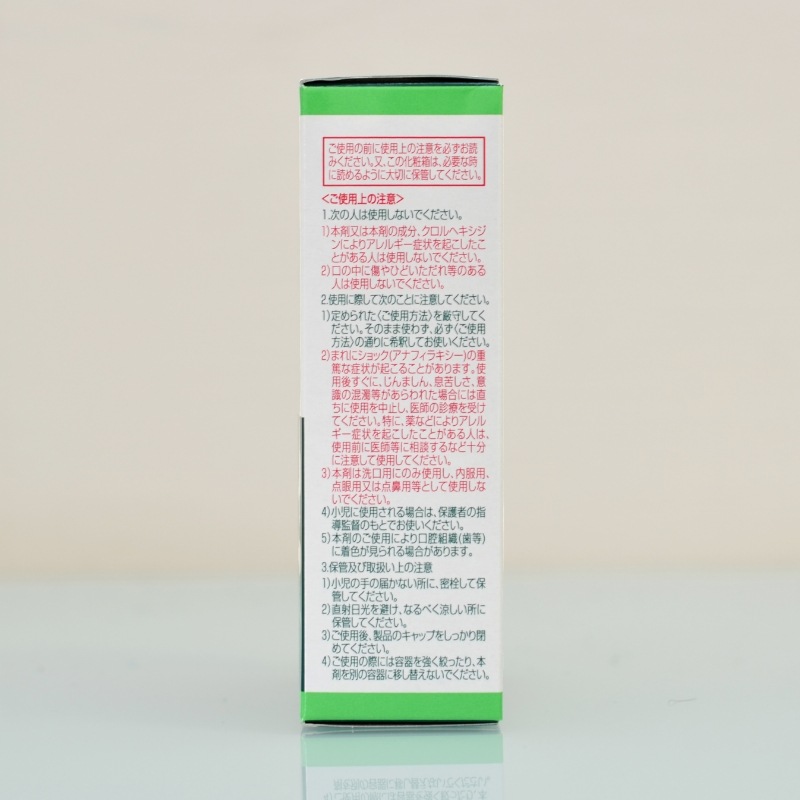 ご使用の前に使用上の注意を必ずお読
みください。又、この化粧箱は、必要な時
に読めるように大切に保管してください。
<ご使用上の注意>
1.次の人は使用しないでください。
1)本剤又は本剤の成分、クロルヘキシジ
ンによりアレルギー症状を起こしたこ
とがある人は使用しないでください。
2)口の中に傷やひどいただれ等のある
人は使用しないでください。
2.使用に際して次のことに注意してください。
1)定められた〈ご使用方法〉を厳守してく
ださい。そのまま使わず、必ず〈ご使用
方法〉の通りに希釈してお使いください。
2)まれにショック(アナフィラキシー)の重
篤な症状が起こることがあります。使
用後すぐに、じんましん、息苦しさ、意
識の混濁等があらわれた場合には直
ちに使用を中止し、医師の診療を受け
てください。特に、薬などによりアレル
ギー症状を起こしたことがある人は、
使用前に医師等に相談するなど十分
に注意して使用してください。
3)本剤は洗口用にのみ使用し、内服用、
点眼用又は点鼻用等として使用しな
いでください。
4)小児に使用される場合は、保護者の指
導監督のもとでお使いください。
5)本剤のご使用により口腔組織(歯等)
に着色が見られる場合があります。
3.保管及び取扱い上の注意
1)小児の手の届かない所に、密栓して保
管してください。
2)直射日光を避け、なるべく涼しい所に
保管してください。
3)ご使用後、製品のキャップをしっかり閉
めてください。
4)ご使用の際には容器を強く絞ったり、本
剤を別の容器に移し替えないでください。